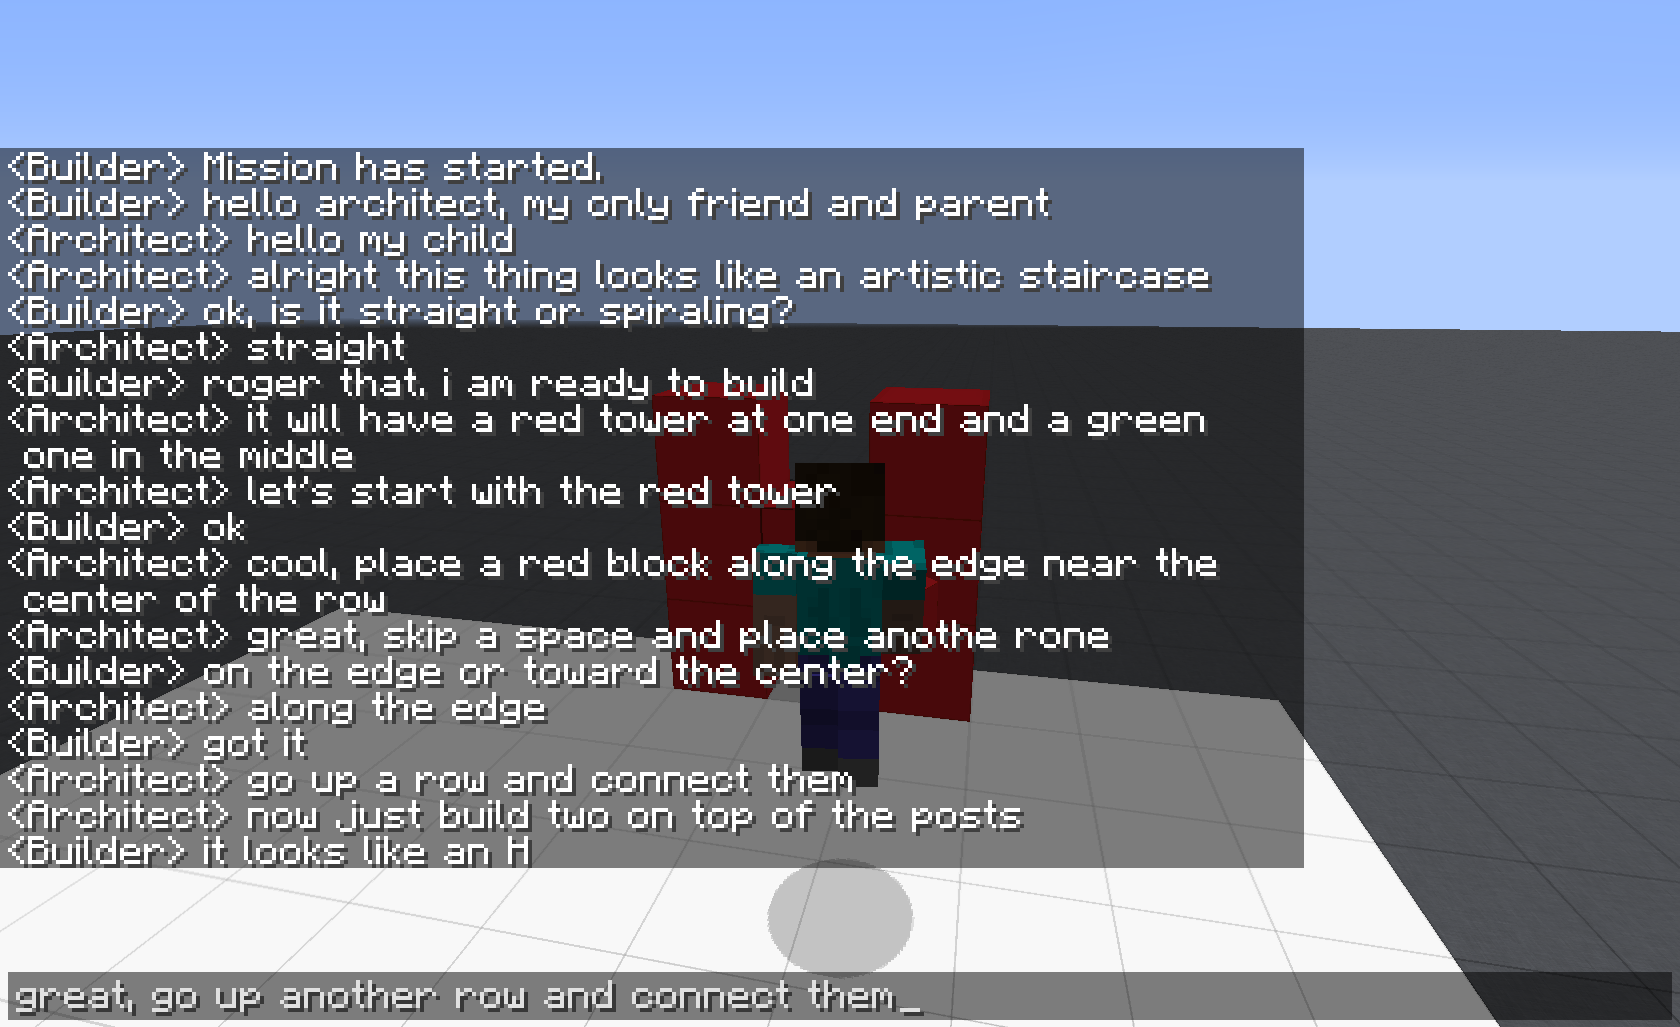 <Builder> Mission has started.
<Builder> hello architect, my only friend and parent
<Architect> hello my child
<Architect> alright this thing looks like an artistic staircase
<Builder> ok, is it straight or spiraling?
<Architect> straight
<Builder> roger that. i am ready to build
<Architect> it will have a red tower at one end and a green
one in the middle
<Architect> let's start with the red tower
<Builder> ok
<Architect> cool, place a red block along the edge near the
center of the row
<Architect> great, skip a space and place anothe rone
<Builder> on the edge or toward the center?
<Architect> along the edge
<Builder> got it
<Architect> go up a row and connect them
<Architect> now just build two on top of the posts
<Builder> it looks like an H
great, go up another row and connect them_